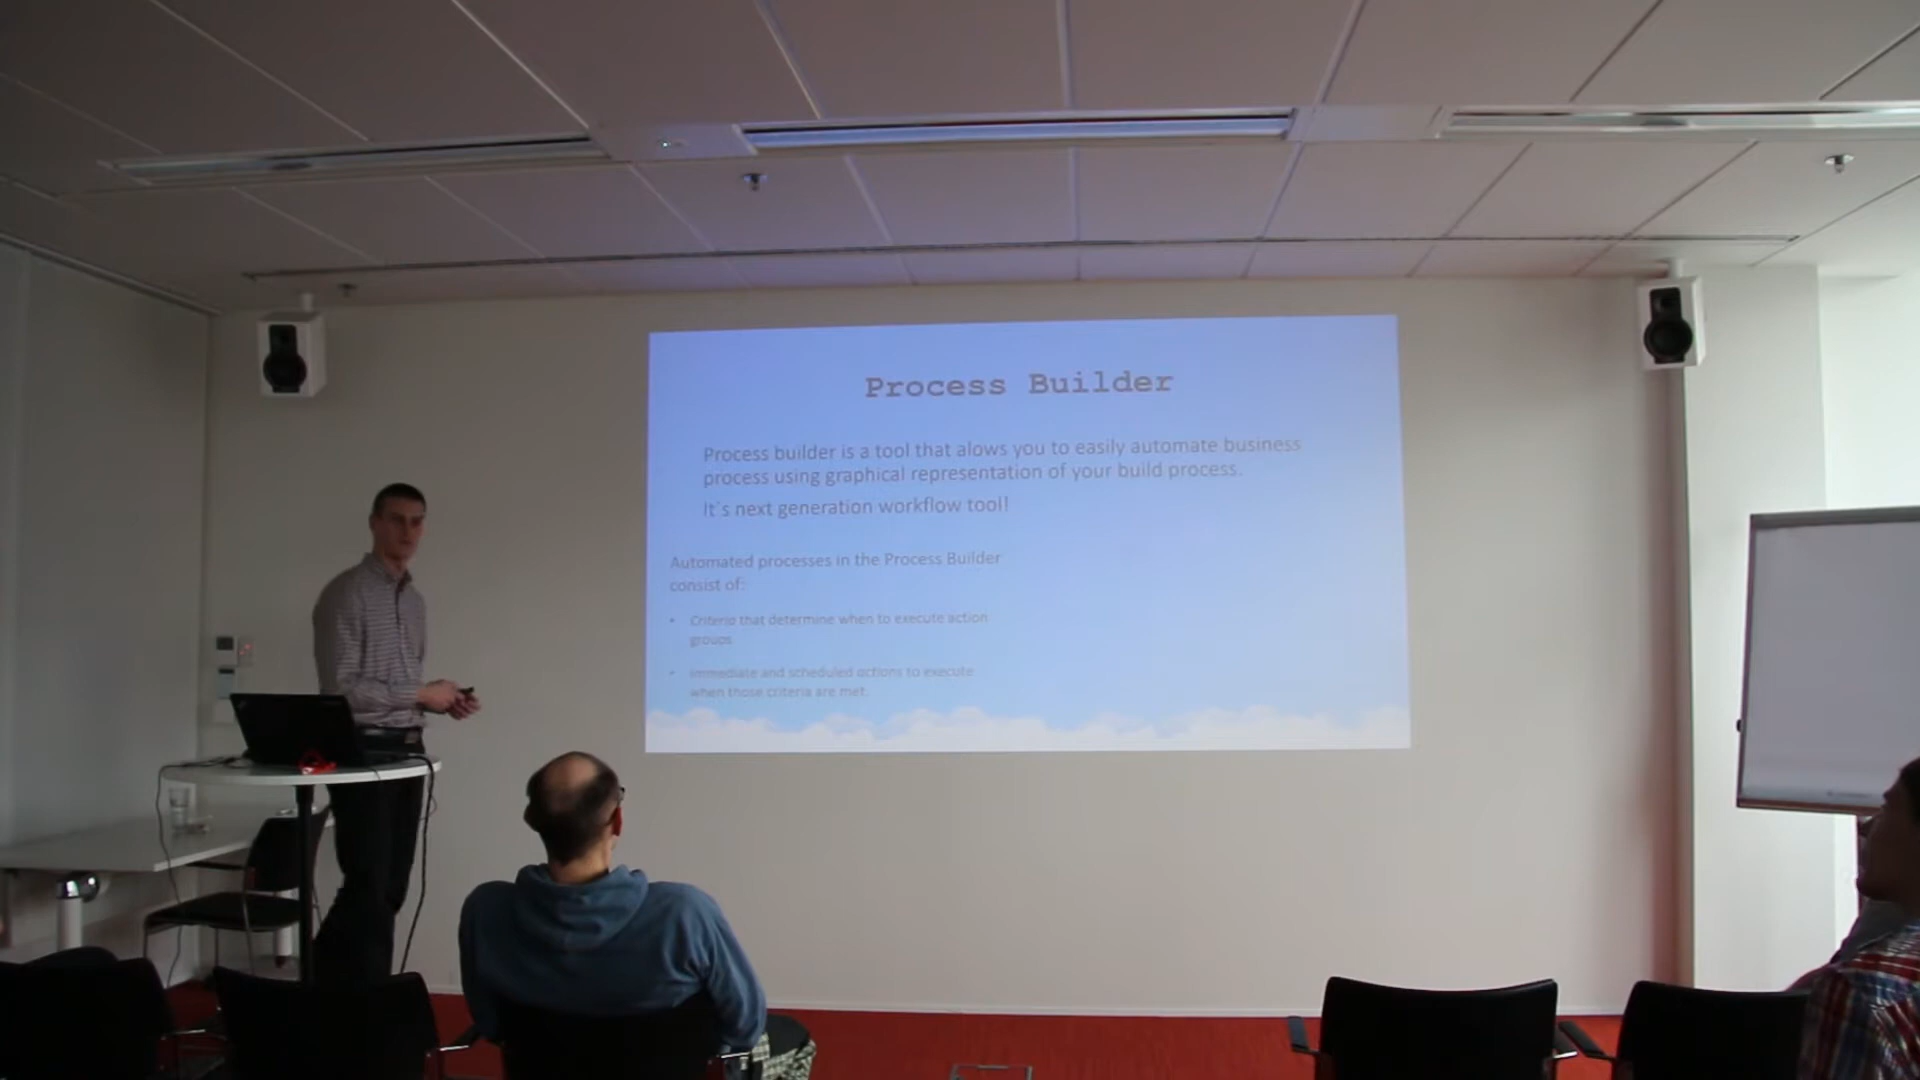 Process Builder
Process builder is a tool that alows you to easily automate business
process using graphical representation of your build process.
It's next generation workflow tool!
Automated processes in the Process Builder
consist of:
• Criteria that determine when to execute action
groups
• Immediate and scheduled actions to execute
when those criteria are met.